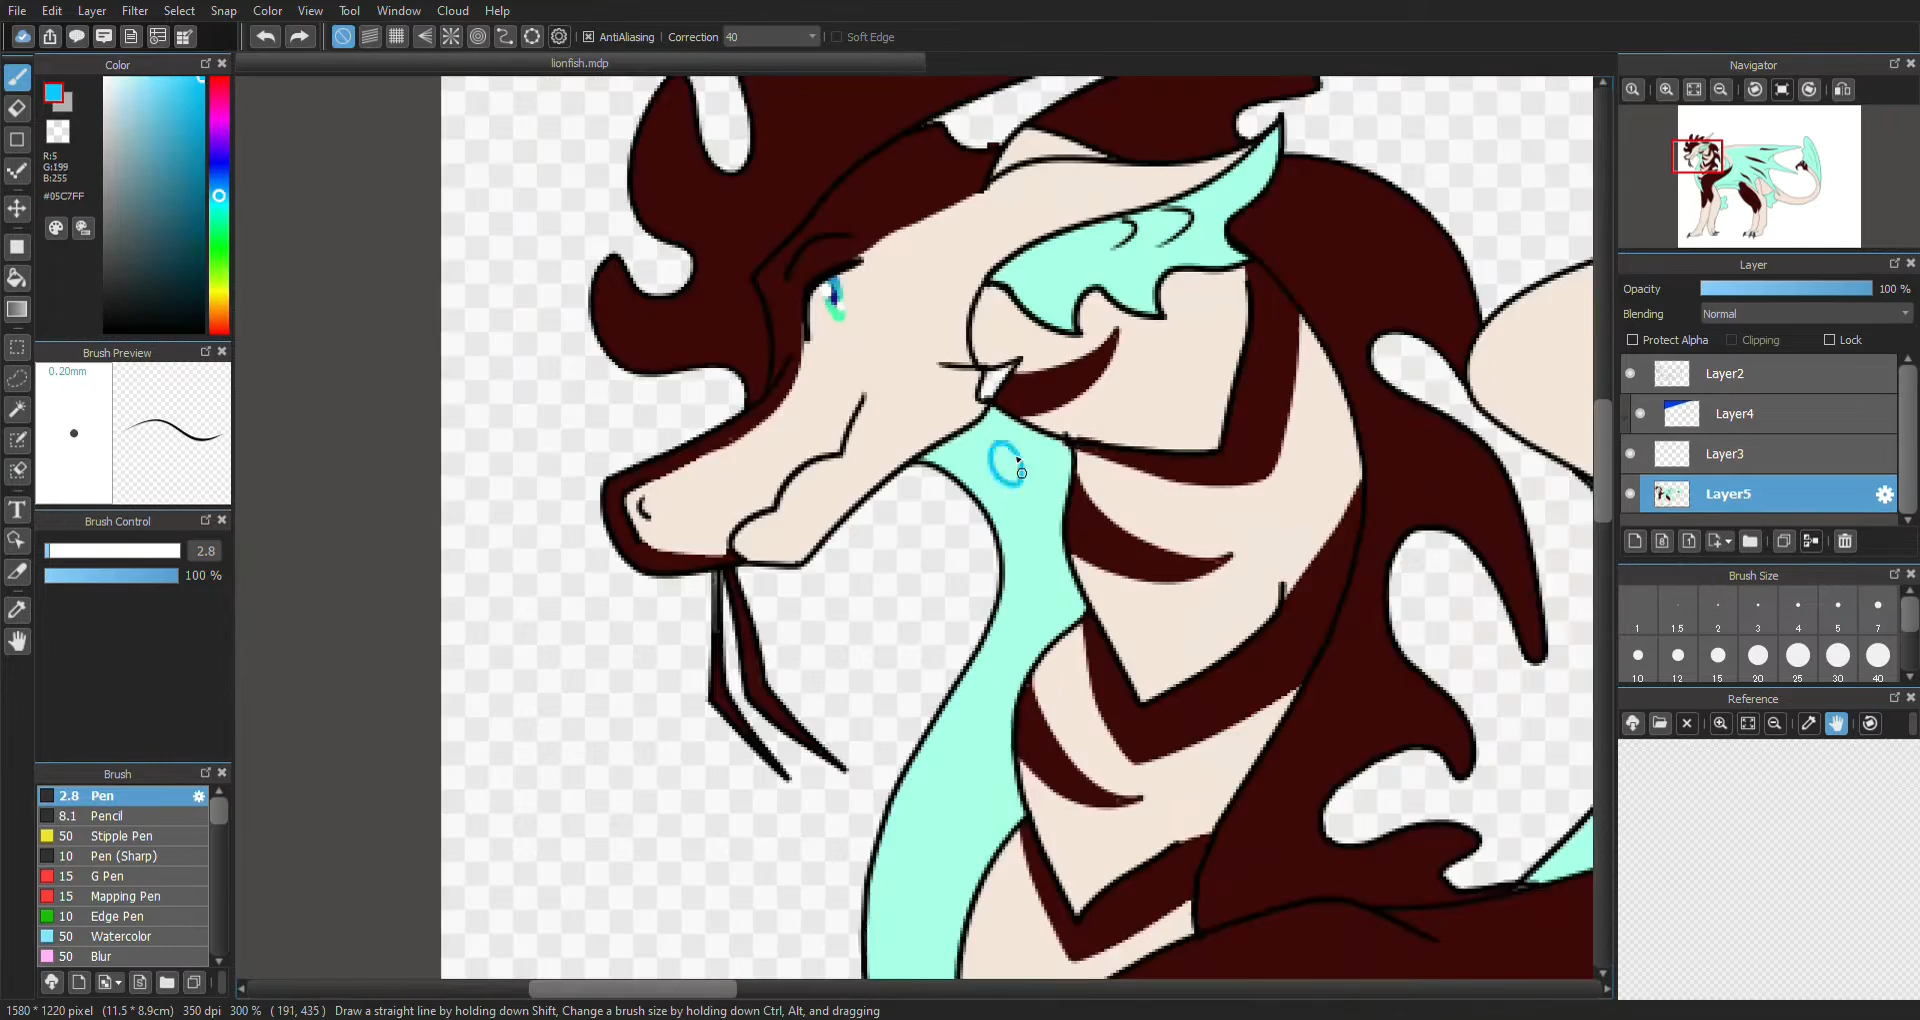 File Edit Layer Filter Select Snap Color View Tool Window Cloud Help
AntiAliasing Correction 40 Soft Edge
lionfish.mdp
Color
R:5
G:199
B:255
#05C7FF
Brush Preview
0.20mm
Brush Control
2.8
100 %
Brush
2.8 Pen
8.1 Pencil
50 Stipple Pen
10 Pen (Sharp)
15 G Pen
15 Mapping Pen
10 Edge Pen
50 Watercolor
50 Blur
Navigator
Layer
Opacity 100 %
Blending Normal
Protect Alpha Clipping Lock
Layer2
Layer4
Layer3
Layer5
Brush Size
1 1.5 2 3 4 5 7
10 12 15 20 25 30 40
Reference
1580 * 1220 pixel (11.5 * 8.9cm) 350 dpi 300 % ( 191, 435 ) Draw a straight line by holding down Shift, Change a brush size by holding down Ctrl, Alt, and dragging